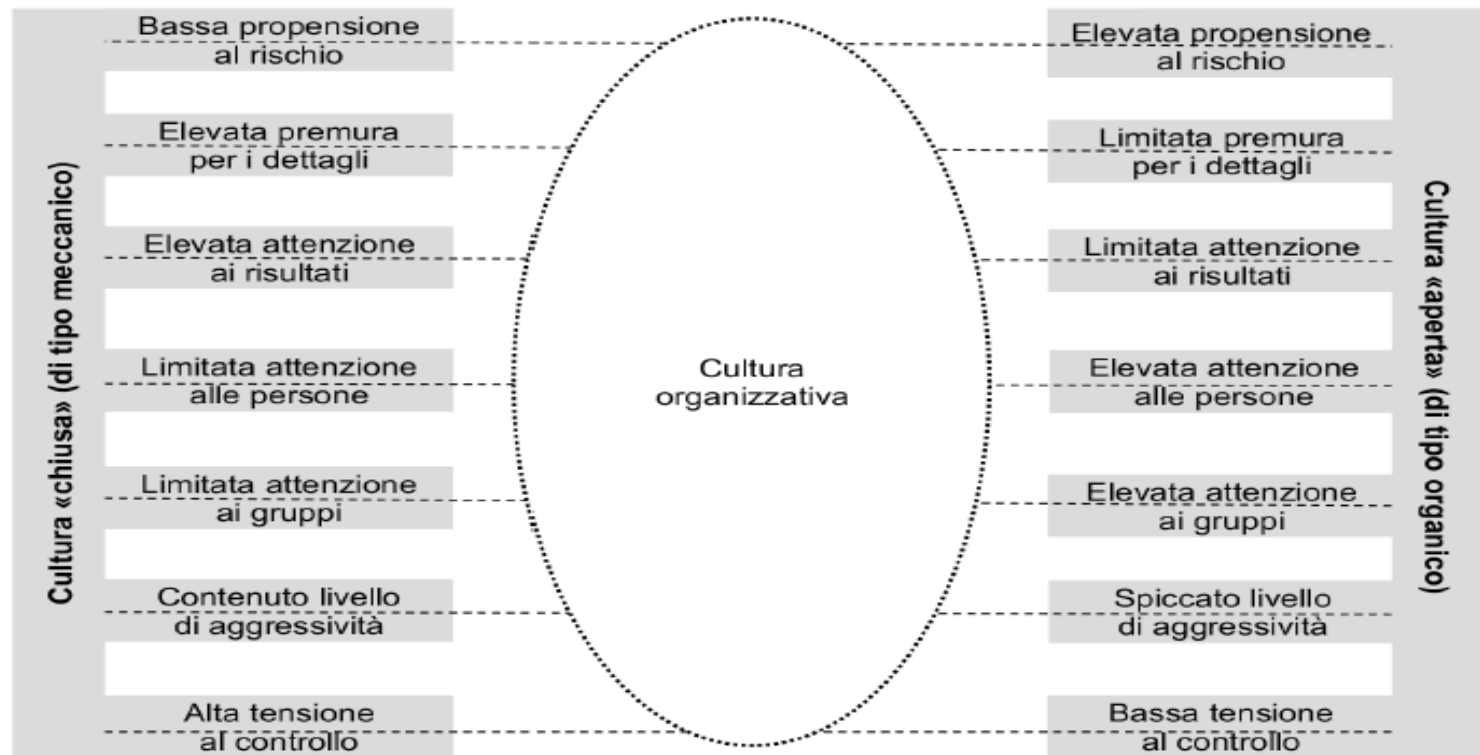 Cultura «chiusa» (di tipo meccanico)
Bassa propensione
al rischio
Elevata premura
per i dettagli
Elevata attenzione
ai risultati
Limitata attenzione
alle persone
Limitata attenzione
ai gruppi
Contenuto livello
di aggressività
Alta tensione
al controllo
Cultura
organizzativa
Elevata propensione
al rischio
Limitata premura
per i dettagli
Limitata attenzione
ai risultati
Elevata attenzione
alle persone
Elevata attenzione
ai gruppi
Spiccato livello
di aggressività
Bassa tensione
al controllo
Cultura «aperta» (di tipo organico)